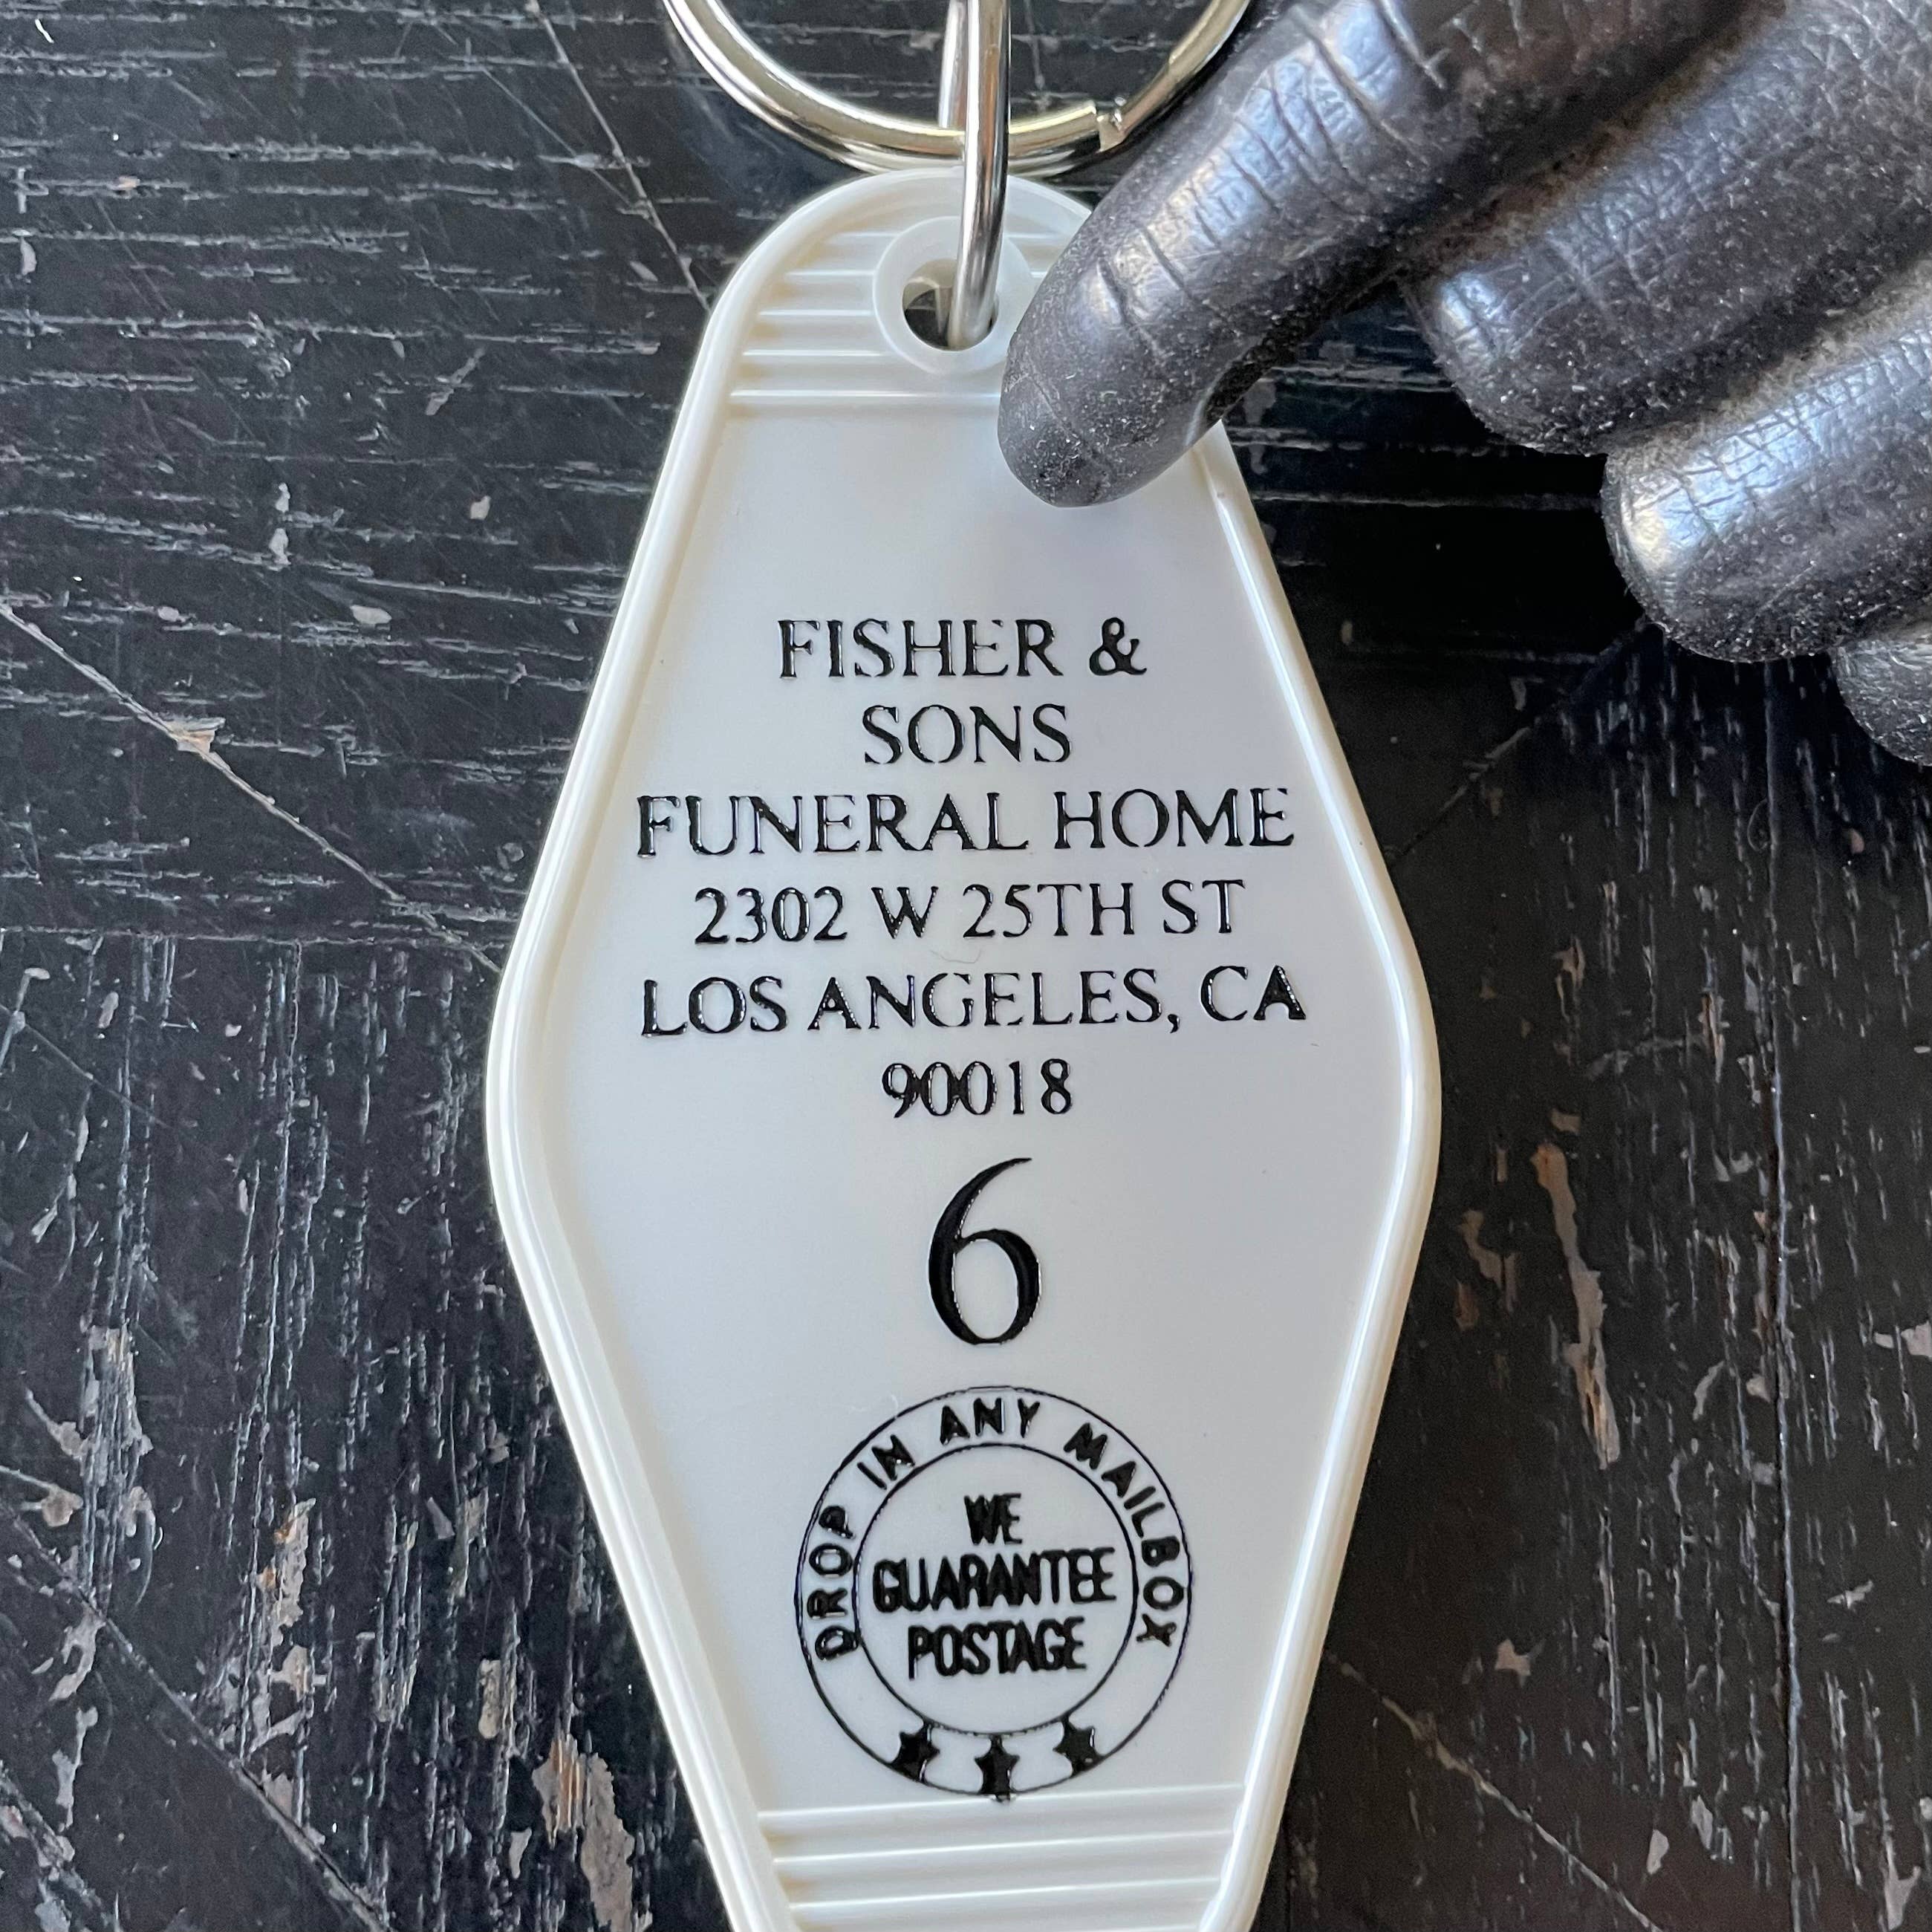 FISHER &
SONS
FUNERAL HOME
2302 W 25TH ST
LOS ANGELES, CA
90018
6
DROP IN ANY MAILBOX
WE
GUARANTEE
POSTAGE